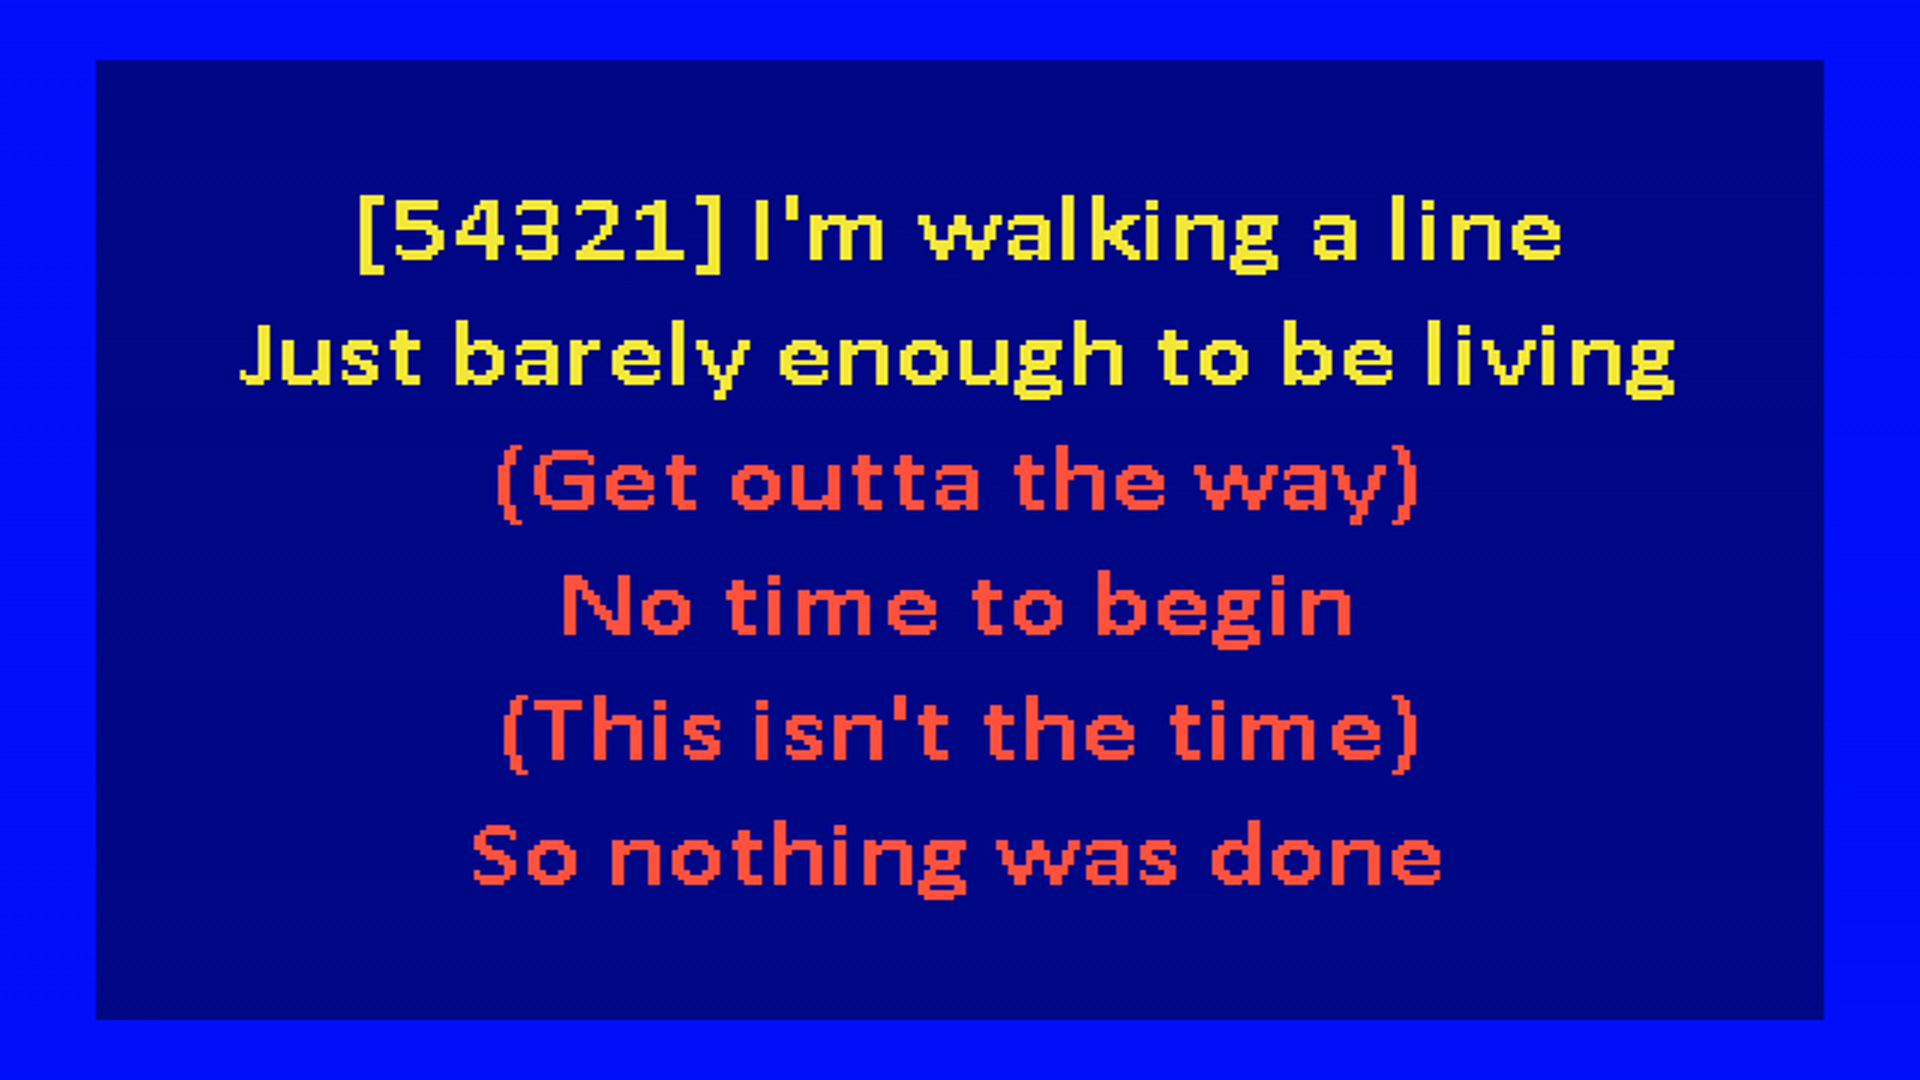 [54321] I'm walking a line
Just barely enough to be living
(Get outta the way)
No time to begin
(This isn't the time)
So nothing was done